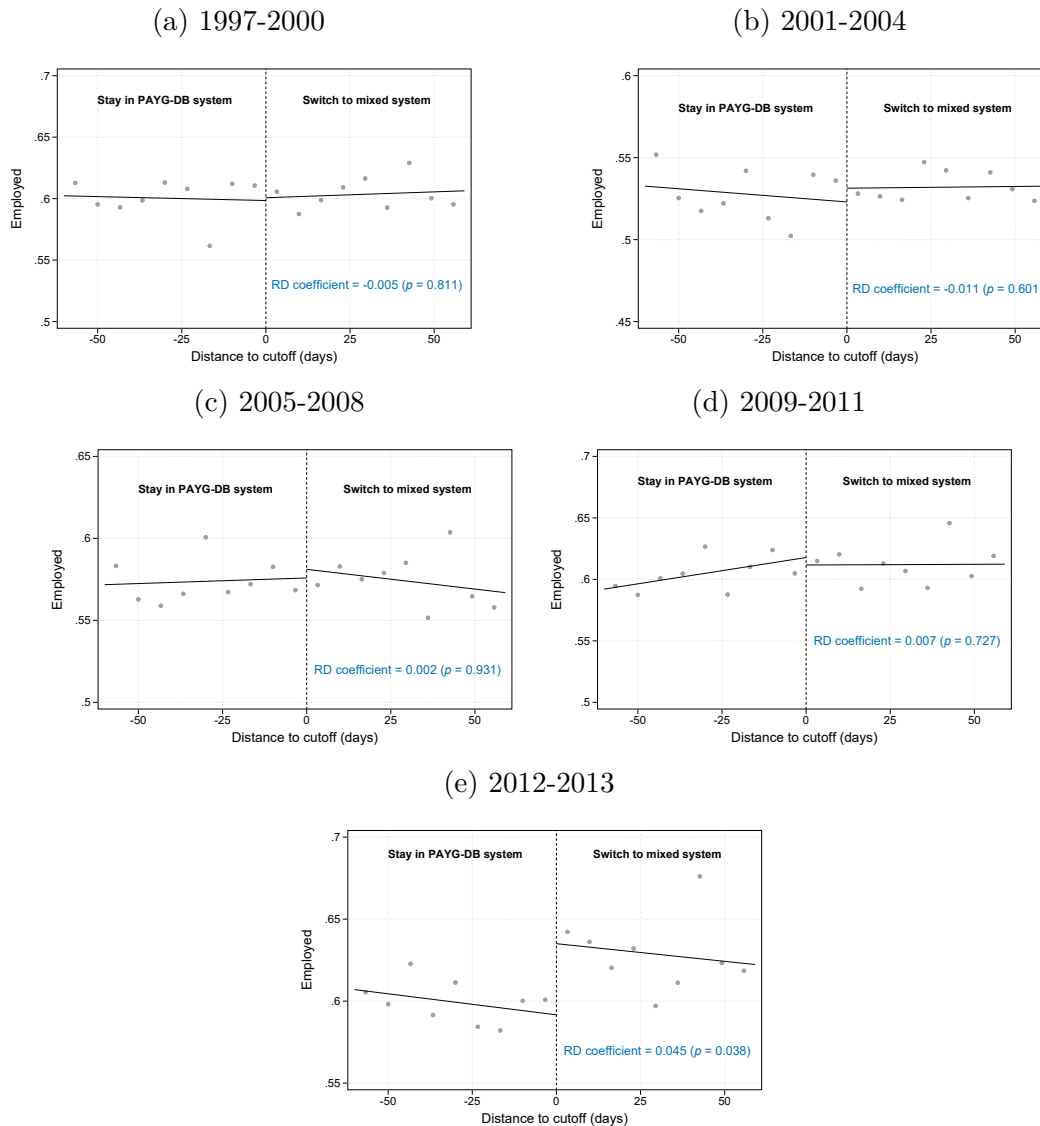 (a) 1997-2000
.7
.65
.6
.55
.5
Employed
Stay in PAYG-DB system
Switch to mixed system
RD coefficient = -0.005 (p = 0.811)
-50 -25 0 25 50
Distance to cutoff (days)
(b) 2001-2004
.6
.55
.5
.45
Employed
Stay in PAYG-DB system
Switch to mixed system
RD coefficient = -0.011 (p = 0.601
-50 -25 0 25 50
Distance to cutoff (days)
(c) 2005-2008
.65
.6
.55
.5
Employed
Stay in PAYG-DB system
Switch to mixed system
RD coefficient = 0.002 (p = 0.931)
-50 -25 0 25 50
Distance to cutoff (days)
(d) 2009-2011
.7
.65
.6
.55
.5
Employed
Stay in PAYG-DB system
Switch to mixed system
RD coefficient = 0.007 (p = 0.727)
-50 -25 0 25 50
Distance to cutoff (days)
(e) 2012-2013
.7
.65
.6
.55
Employed
Stay in PAYG-DB system
Switch to mixed system
RD coefficient = 0.045 (p = 0.038)
-50 -25 0 25 50
Distance to cutoff (days)